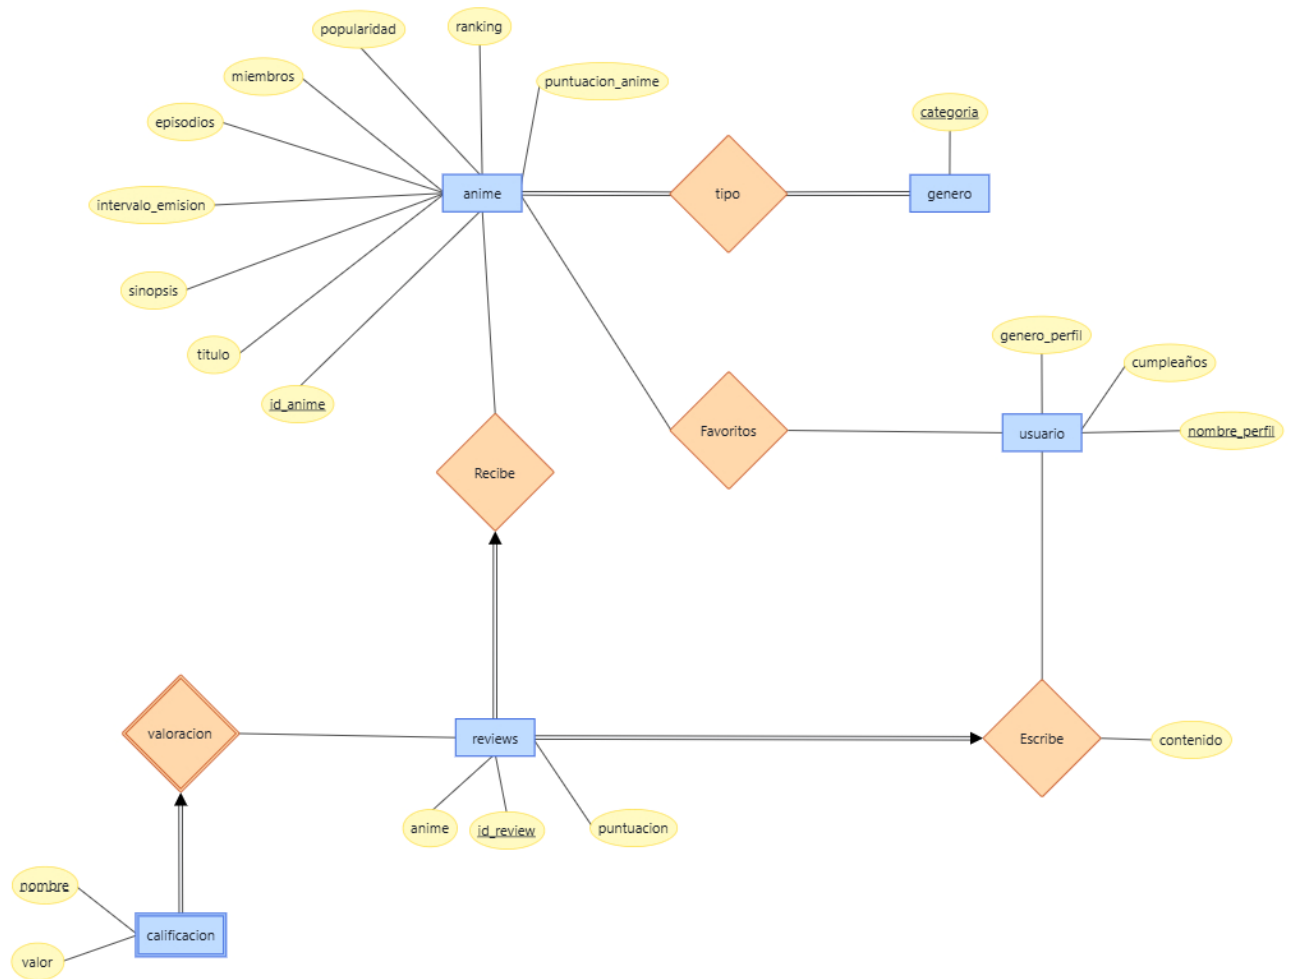 popularidad
ranking
miembros
puntuacion_anime
episodios
categoria
intervalo_emision
anime
tipo
genero
sinopsis
titulo
id_anime
genero_perfil
cumpleaños
nombre_perfil
usuario
Favoritos
Recibe
valoracion
reviews
Escribe
contenido
anime
id_review
puntuacion
nombre
calificacion
valor